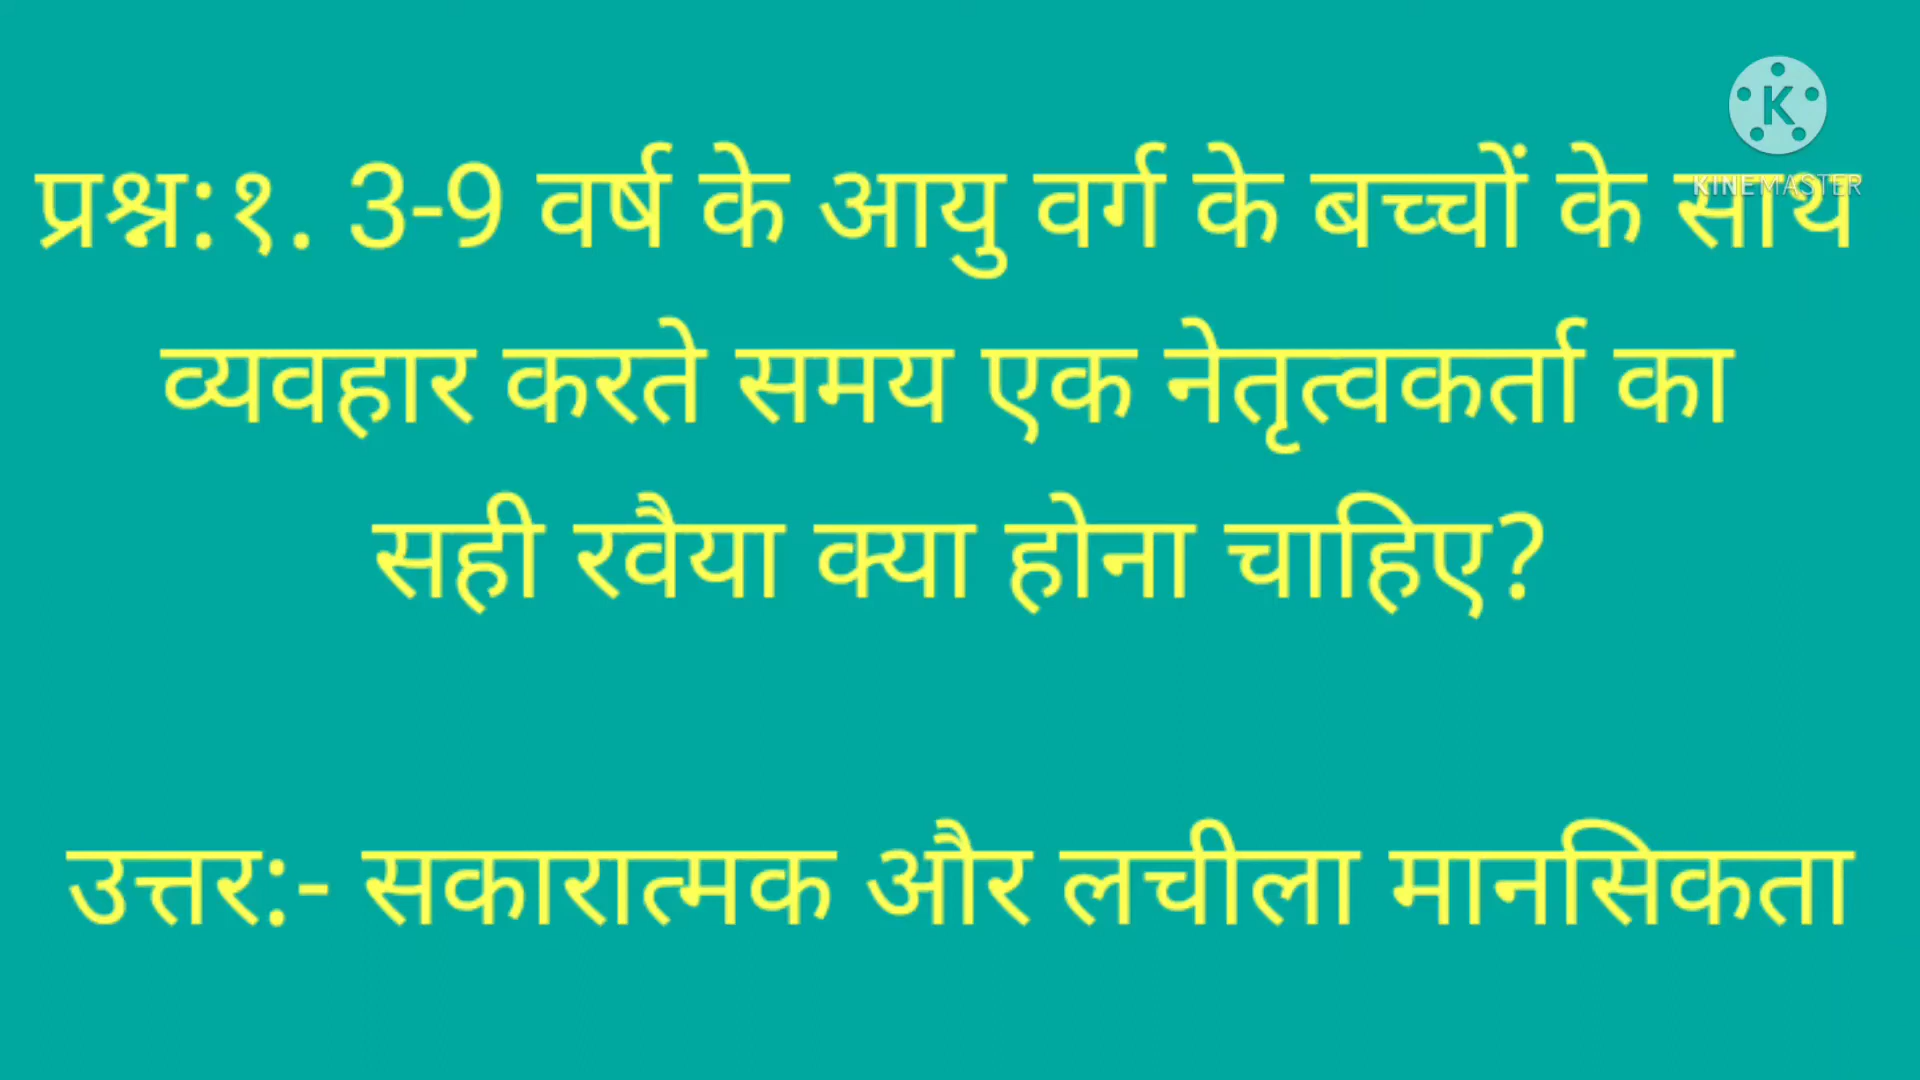 प्रश्न:१. 3-9 वर्ष के आयु वर्ग के बच्चों के साथ
KINEMASTER
व्यवहार करते समय एक नेतृत्वकर्ता का
सही रवैया क्या होना चाहिए?
उत्तर:- सकारात्मक और लचीला मानसिकता